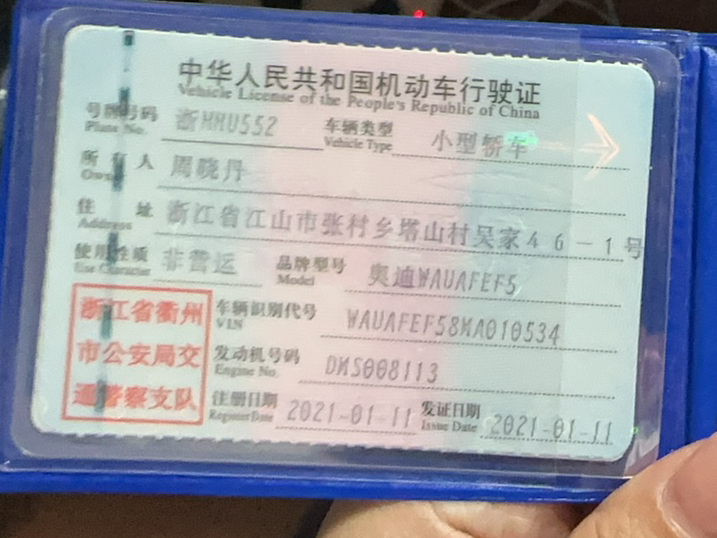 中华人民共和国机动车行驶证
Vehicle License of the People's Republic of China
号牌号码 浙HMU552 车辆类型 小型轿车
Plate No. Vehicle Type
所有人 周晓丹
Owner
住址 浙江省江山市张村乡塔山村吴家46-1号
Address
使用性质 非营运 品牌型号 奥迪WAUAFEF5
Use Character Model
浙江省衢州
市公安局交
通警察支队
车辆识别代号 WAUAFEF58MA010534
VIN
发动机号码 DMS008113
Engine No.
注册日期 2021-01-11 发证日期 2021-01-11
Register Date Issue Date